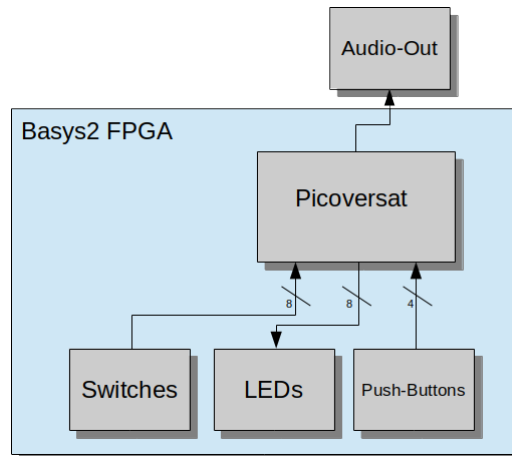 Audio-Out
Basys2 FPGA
Picoversat
8
8
4
Switches
LEDs
Push-Buttons